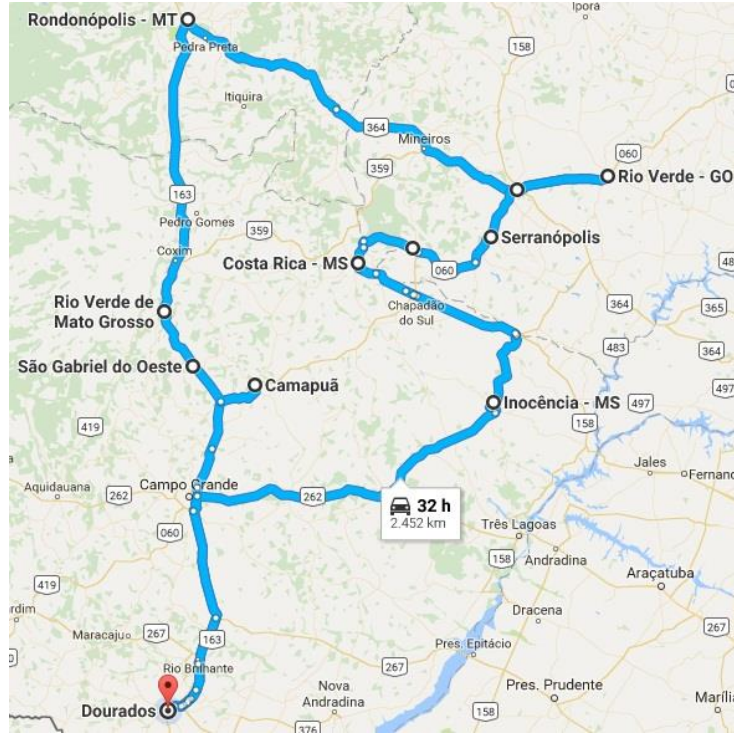 Iporá
Rondonópolis - MT
158
Pedra Preta
Itiquira
364
Mineiros
060
359
Rio Verde - GO
163
Pedro Gomes
359
Serranópolis
Coxim
Costa Rica - MS
060
Chapadão
do Sul
364
365
Rio Verde de
Mato Grosso
483
364
São Gabriel do Oeste
Camapuã
497
497
Inocência - MS
158
419
Jales
Fernand
Aquidauana
262
Campo Grande
262
32 h
2.452 km
060
Três Lagoas
158
Andradina
419
Araçatuba
Jardim
267
Dracena
Maracaju
163
267
Rio Brilhante
Pres. Epitácio
267
Dourados
Nova
Andradina
Pres. Prudente
Maríli
376
158